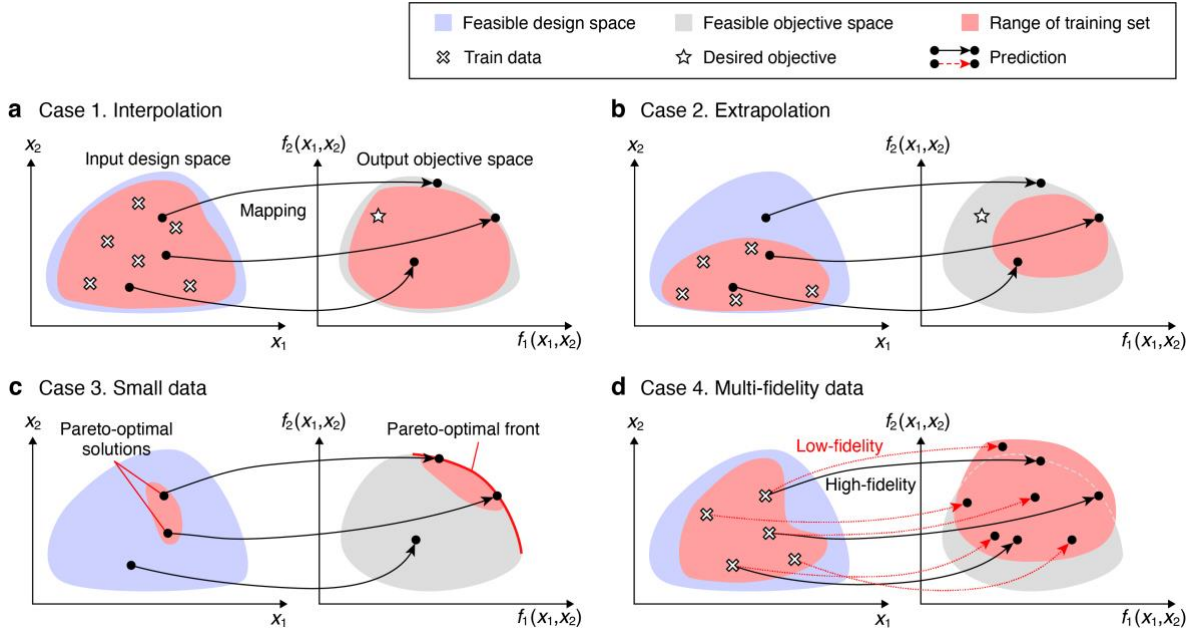 Feasible design space
Feasible objective space
Range of training set
Train data
Desired objective
Prediction
a Case 1. Interpolation
x2
Input design space
f2(x1,x2)
Output objective space
Mapping
x1
f1(x1,x2)
b Case 2. Extrapolation
x2
f2(x1,x2)
x1
f1(x1,x2)
c Case 3. Small data
x2
Pareto-optimal
solutions
f2(x1,x2)
Pareto-optimal front
x1
f1(x1,x2)
d Case 4. Multi-fidelity data
x2
f2(x1,x2)
Low-fidelity
High-fidelity
x1
f1(x1,x2)